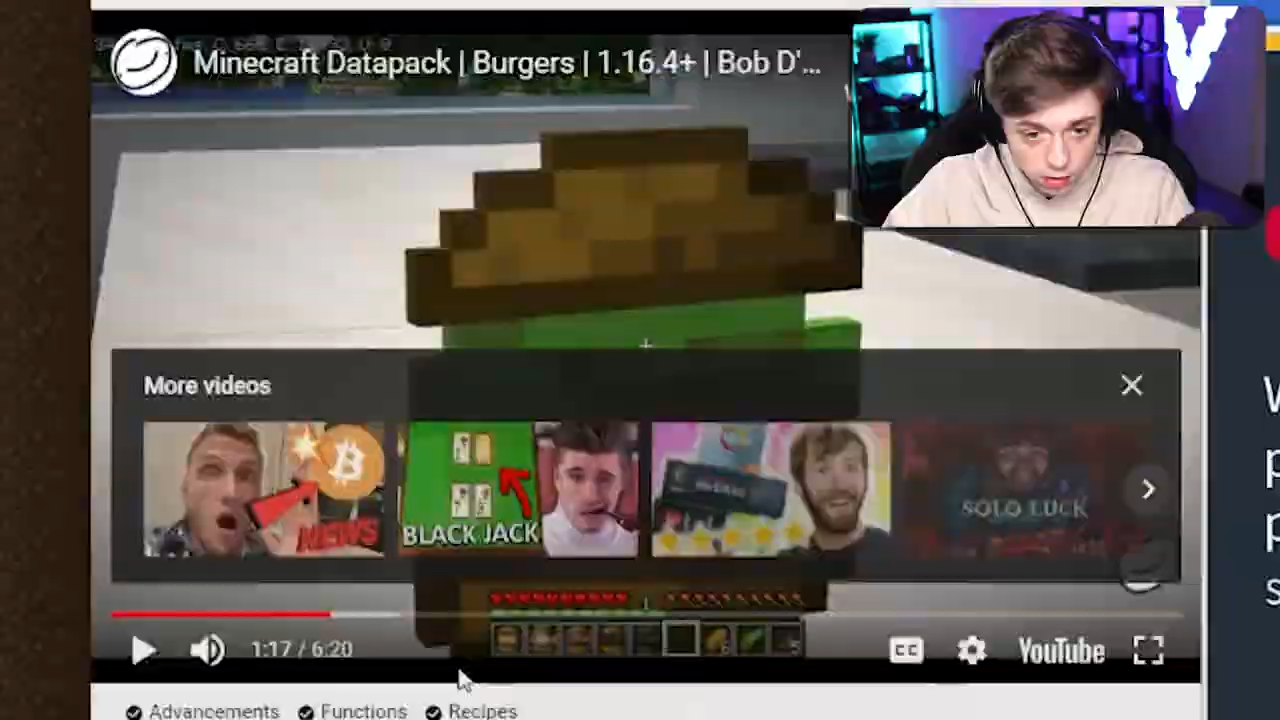 Minecraft Datapack | Burgers | 1.16.4+ | Bob D'...
More videos
NEWS
BLACK JACK
SOLO LUCK
1:17 / 6:20
CC
YouTube
Advancements
Functions
Recipes